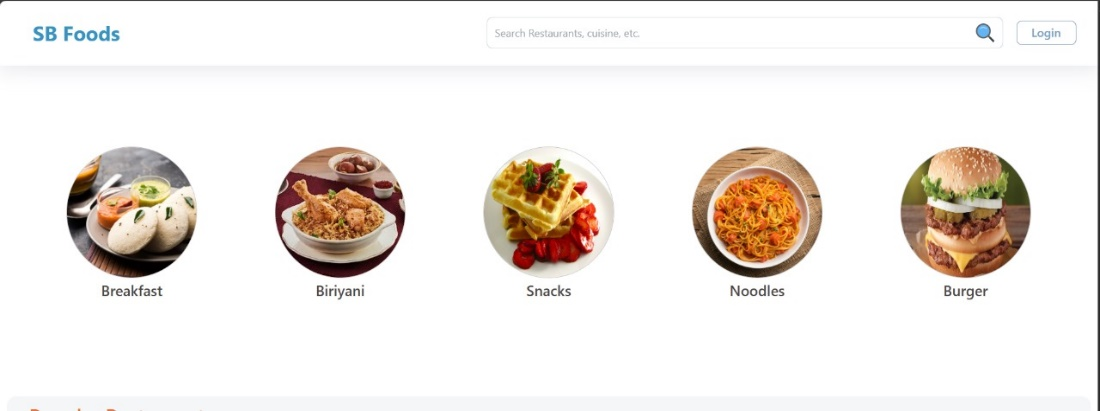 SB Foods
Search Restaurants, cuisine, etc.
Login
Breakfast
Biriyani
Snacks
Noodles
Burger